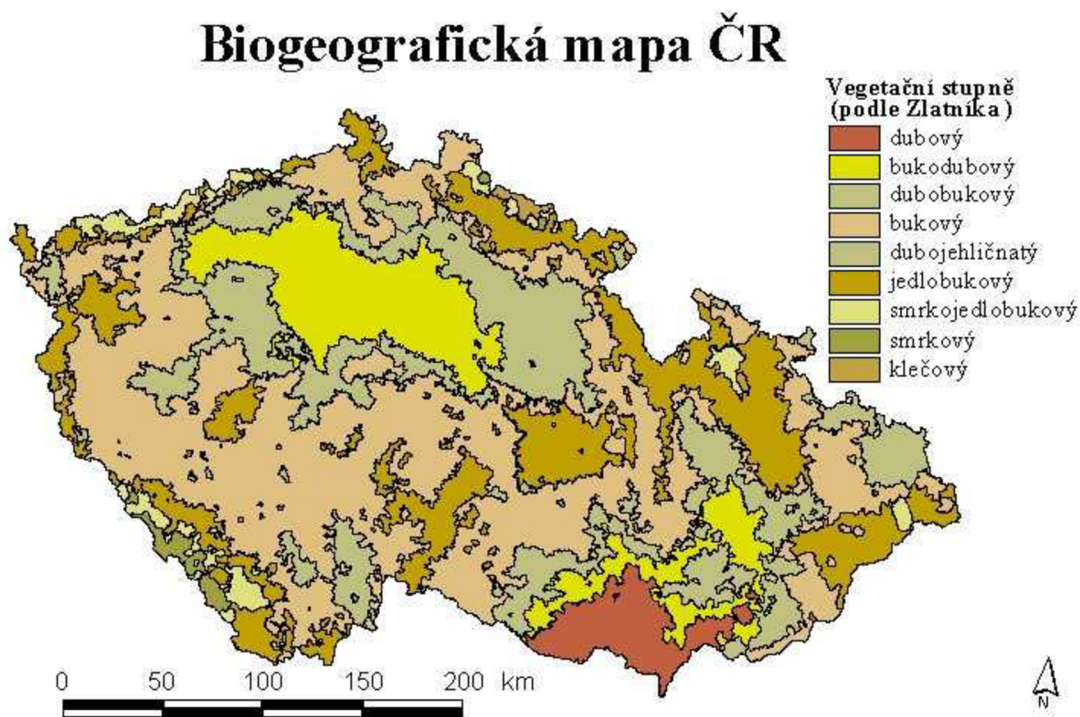 Biogeografická mapa ČR
Vegetační stupně
(podle Zlatníka )
dubový
bukodubový
dubobukový
bukový
dubojehličnatý
jedlobukový
smrkojedlobukový
smrkový
klečový
0 50 100 150 200 km
N